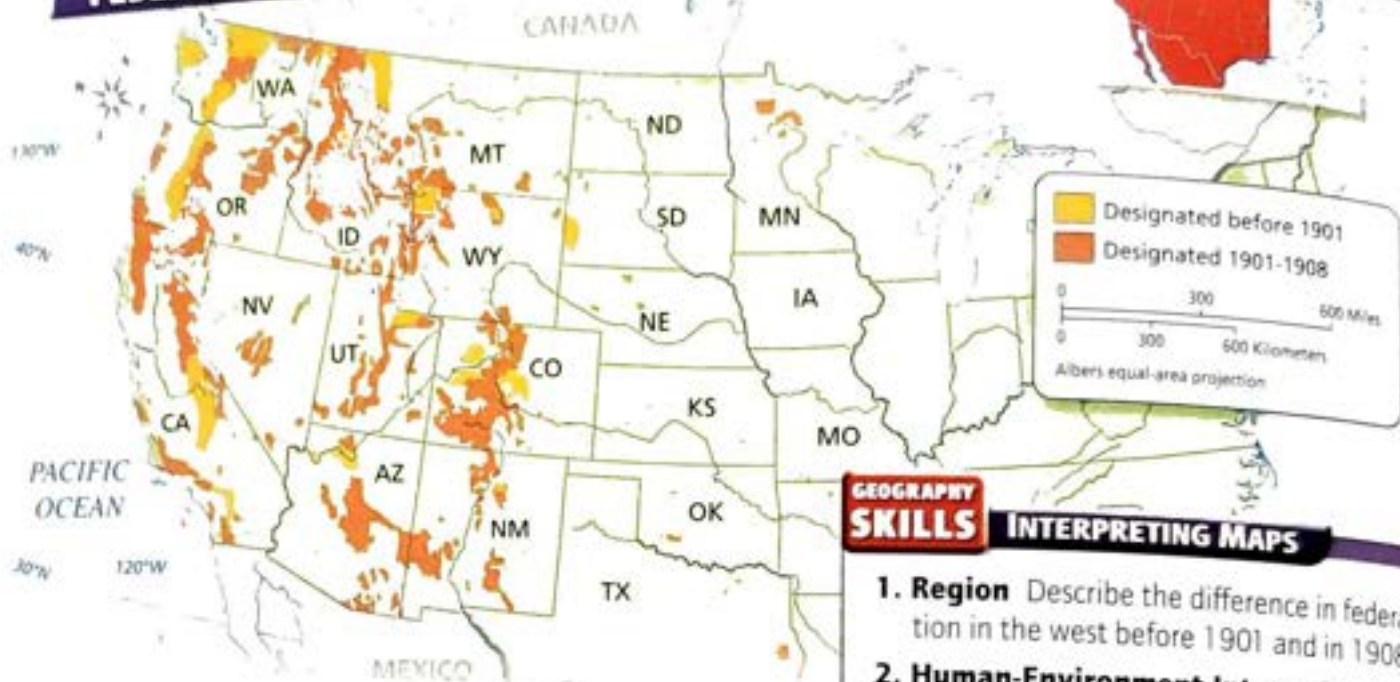 CANADA
WA
ND
130°W
MT
OR
SD
MN
Designated before 1901
ID
40°N
WY
Designated 1901-1908
NV
IA
0 300 600 Miles
NE
0 300 600 Kilometers
UT
CO
Albers equal-area projection
KS
CA
MO
PACIFIC
OCEAN
AZ
GEOGRAPHY
SKILLS
INTERPRETING MAPS
NM
OK
30°N
120°W
TX
1. Region Describe the difference in
tion in the west before 1901 and in 1908
MEXICO
2.